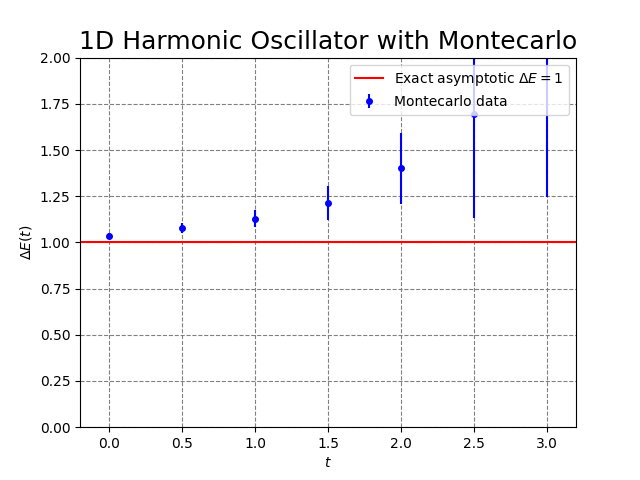 1D Harmonic Oscillator with Montecarlo
Exact asymptotic ΔE = 1
Montecarlo data
ΔE(t)
2.00
1.75
1.50
1.25
1.00
0.75
0.50
0.25
0.00
0.0 0.5 1.0 1.5 2.0 2.5 3.0
t